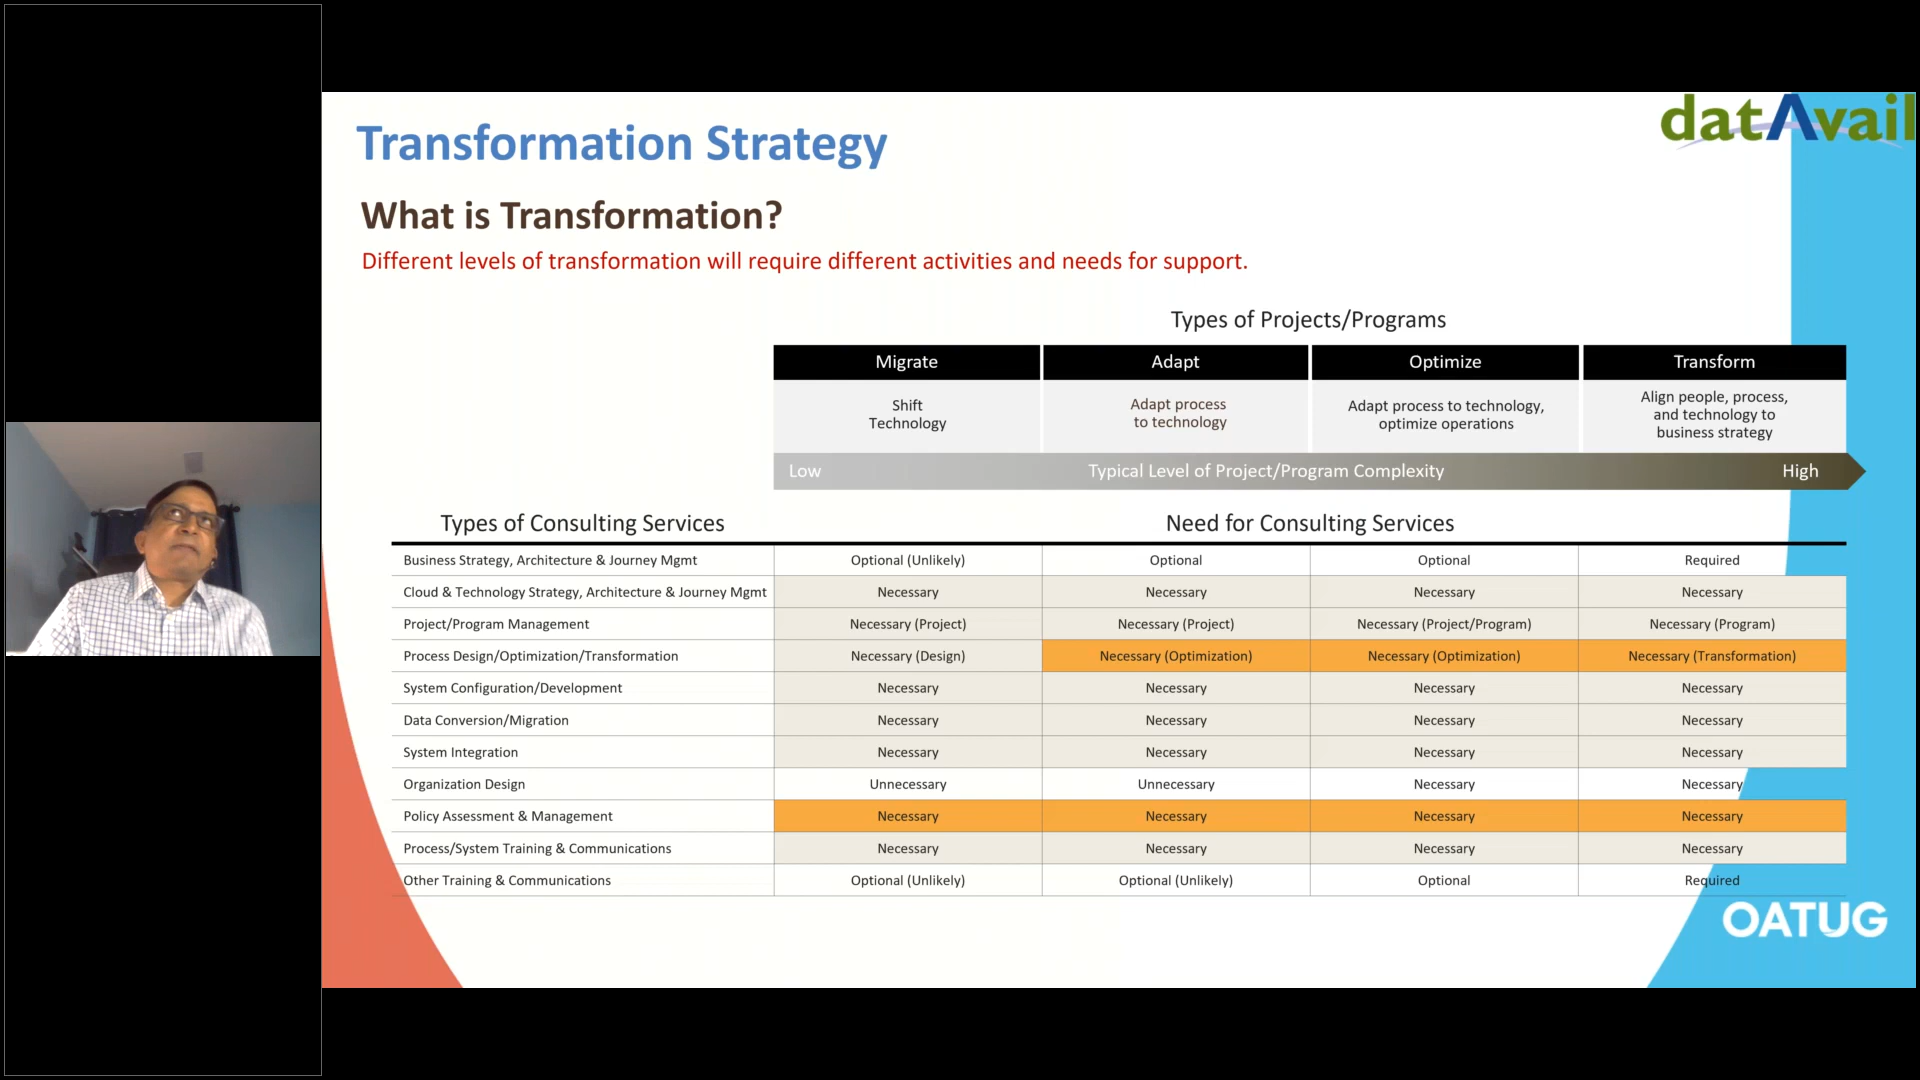 datAvail
Transformation Strategy
What is Transformation?
Different levels of transformation will require different activities and needs for support.
Types of Projects/Programs
Migrate Adapt Optimize Transform
Shift
Technology
Adapt process
to technology
Adapt process to technology,
optimize operations
Align people, process,
and technology to
business strategy
Low Typical Level of Project/Program Complexity High
Types of Consulting Services Need for Consulting Services
Business Strategy, Architecture & Journey Mgmt Optional (Unlikely) Optional Optional Required
Cloud & Technology Strategy, Architecture & Journey Mgmt Necessary Necessary Necessary Necessary
Project/Program Management Necessary (Project) Necessary (Project) Necessary (Project/Program) Necessary (Program)
Process Design/Optimization/Transformation Necessary (Design) Necessary (Optimization) Necessary (Optimization) Necessary (Transformation)
System Configuration/Development Necessary Necessary Necessary Necessary
Data Conversion/Migration Necessary Necessary Necessary Necessary
System Integration Necessary Necessary Necessary Necessary
Organization Design Unnecessary Unnecessary Necessary Necessary
Policy Assessment & Management Necessary Necessary Necessary Necessary
Process/System Training & Communications Necessary Necessary Necessary Necessary
Other Training & Communications Optional (Unlikely) Optional (Unlikely) Optional Required
OATUG